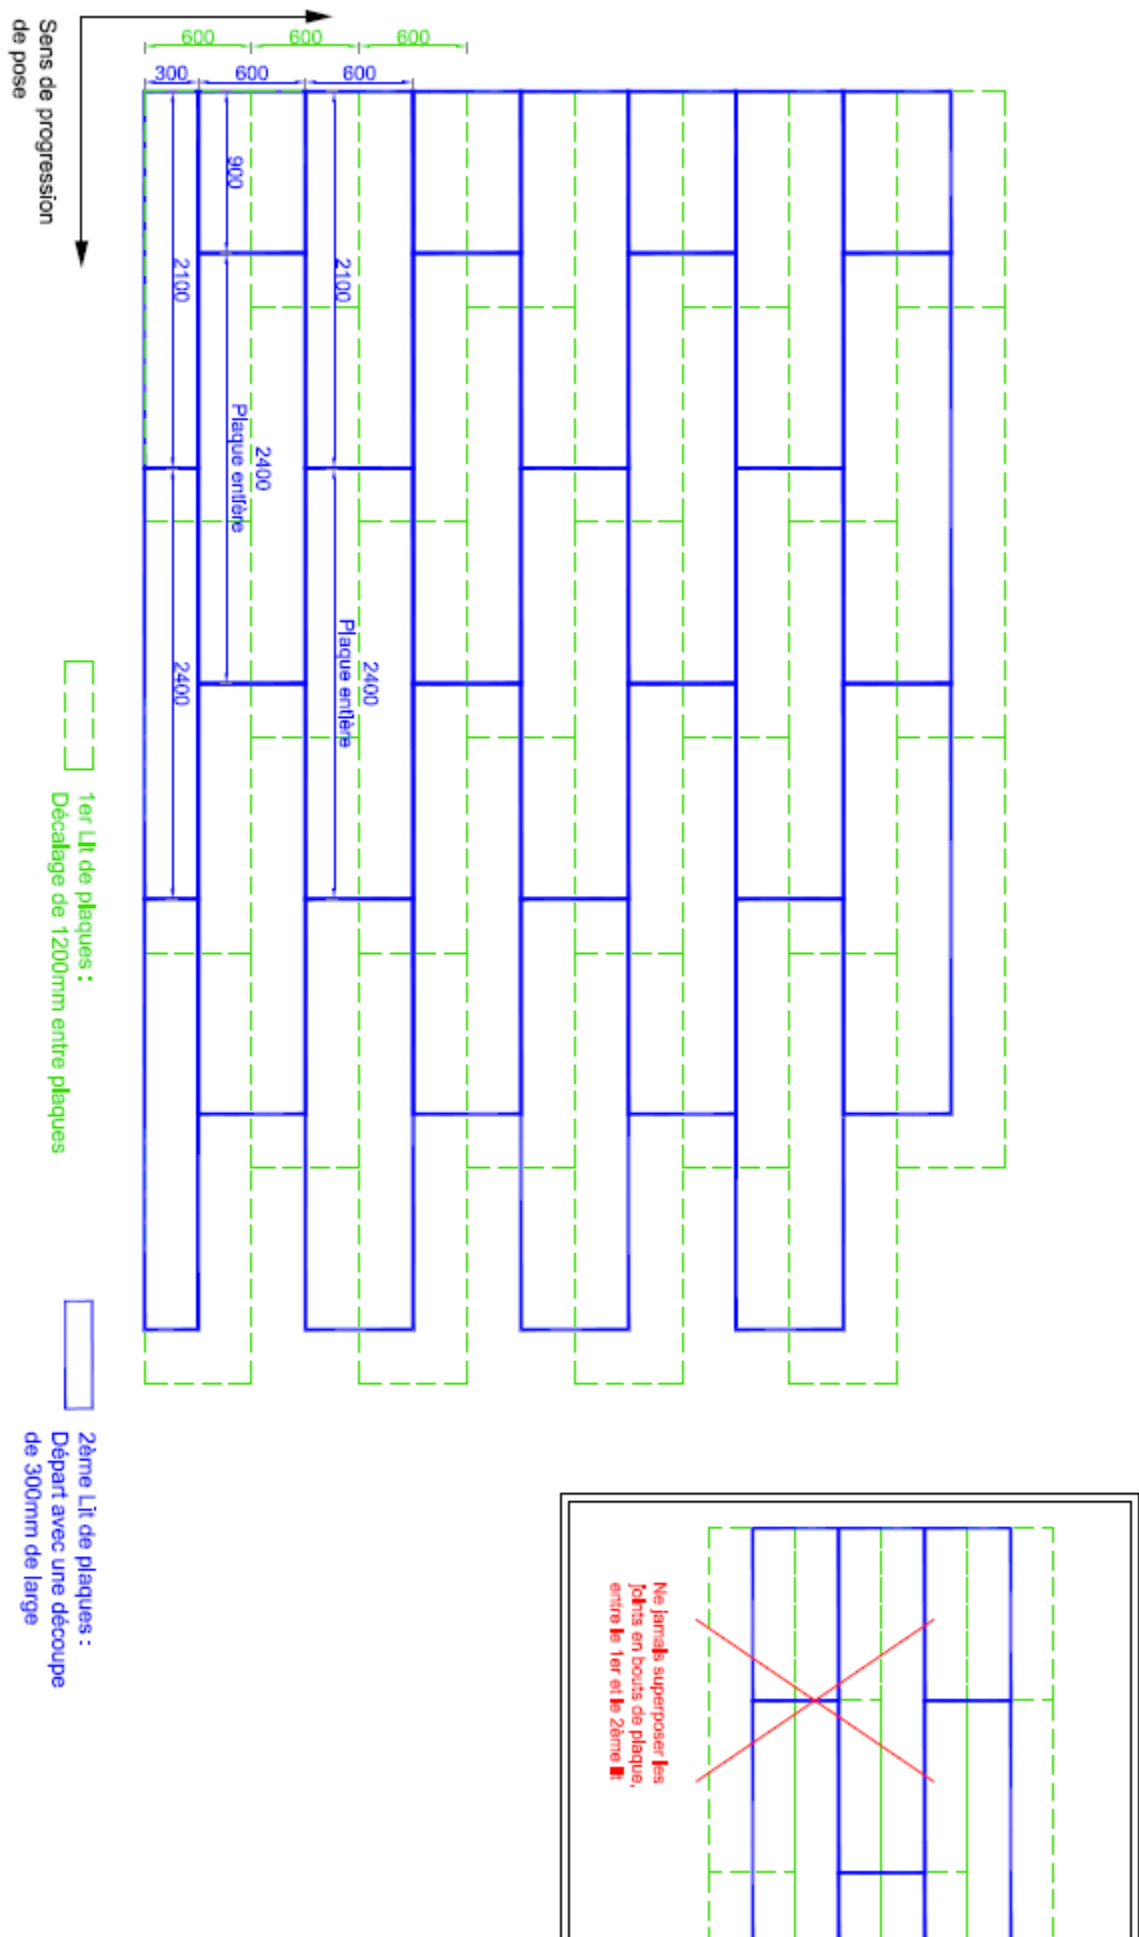 Sens de progression
de pose
600
600
600
300
600
600
900
2100
2100
2400
Plaque entière
2400
Plaque entière
2400
1er Lit de plaques :
Décalage de 1200mm entre plaques
2ème Lit de plaques :
Départ avec une découpe
de 300mm de large
Ne jamais superposer les
joints en bouts de plaque,
entre le 1er et le 2ème lit